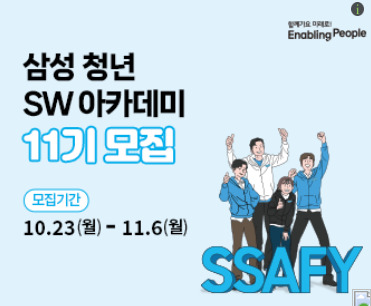 함께가요 미래로!
Enabling People
삼성 청년
SW 아카데미
11기 모집
모집기간
10.23(월) - 11.6(월)
SSAFY